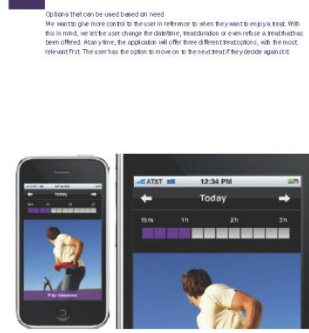 Options that can be used based on need
We want to give more control to the user in reference to when they want to enjoy a treat. With
this in mind, we let the user change the date/time, treat duration or even refuse a treat that has
been offered. At any time, the application will offer three different treat options, with the most
relevant first. The user has the option to move on to the next treat if they decide against it.
AT&T 12:34 PM
Today
15m 1h 2h 3h
Today